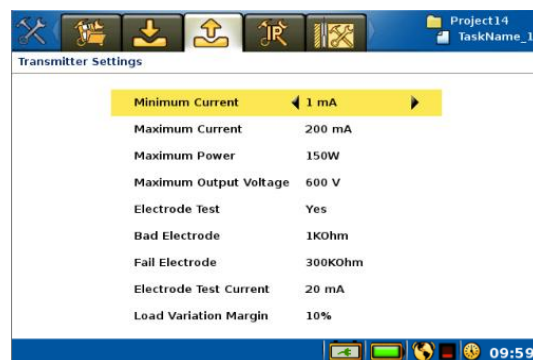 Project14
TaskName_1
Transmitter Settings
Minimum Current 1 mA
Maximum Current 200 mA
Maximum Power 150W
Maximum Output Voltage 600 V
Electrode Test Yes
Bad Electrode 1KOhm
Fail Electrode 300KOhm
Electrode Test Current 20 mA
Load Variation Margin 10%
09:59